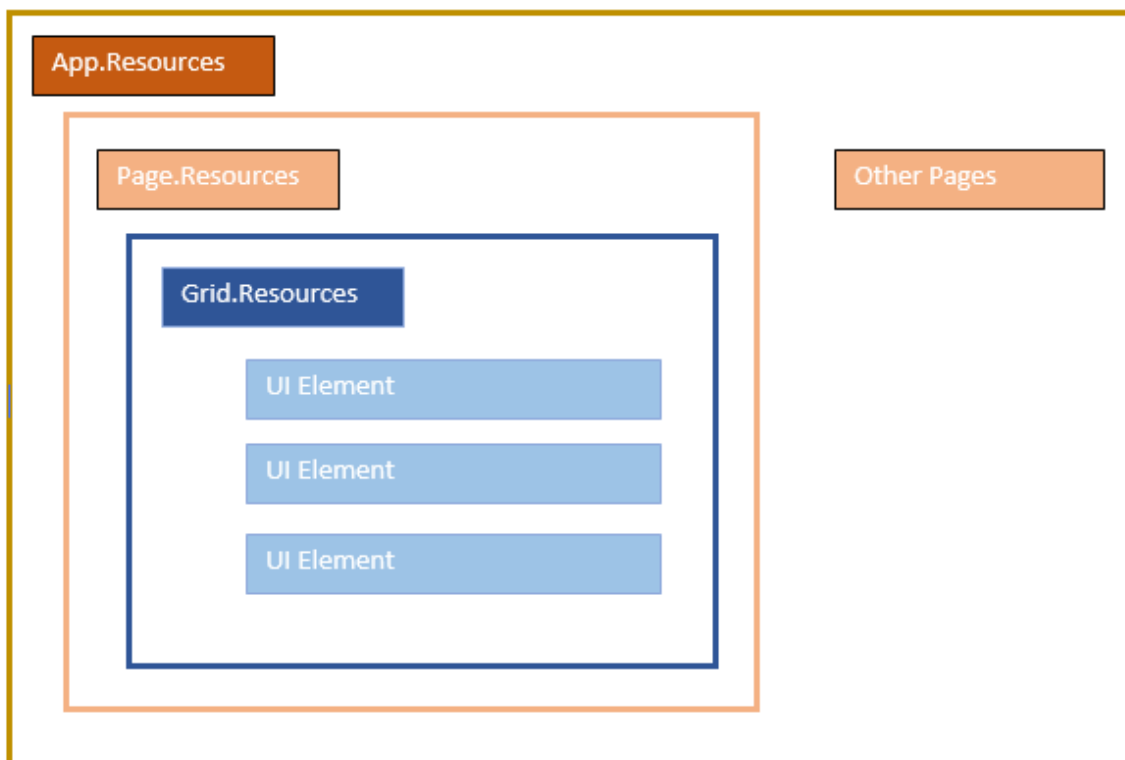 App.Resources
Page.Resources
Other Pages
Grid.Resources
UI Element
UI Element
UI Element